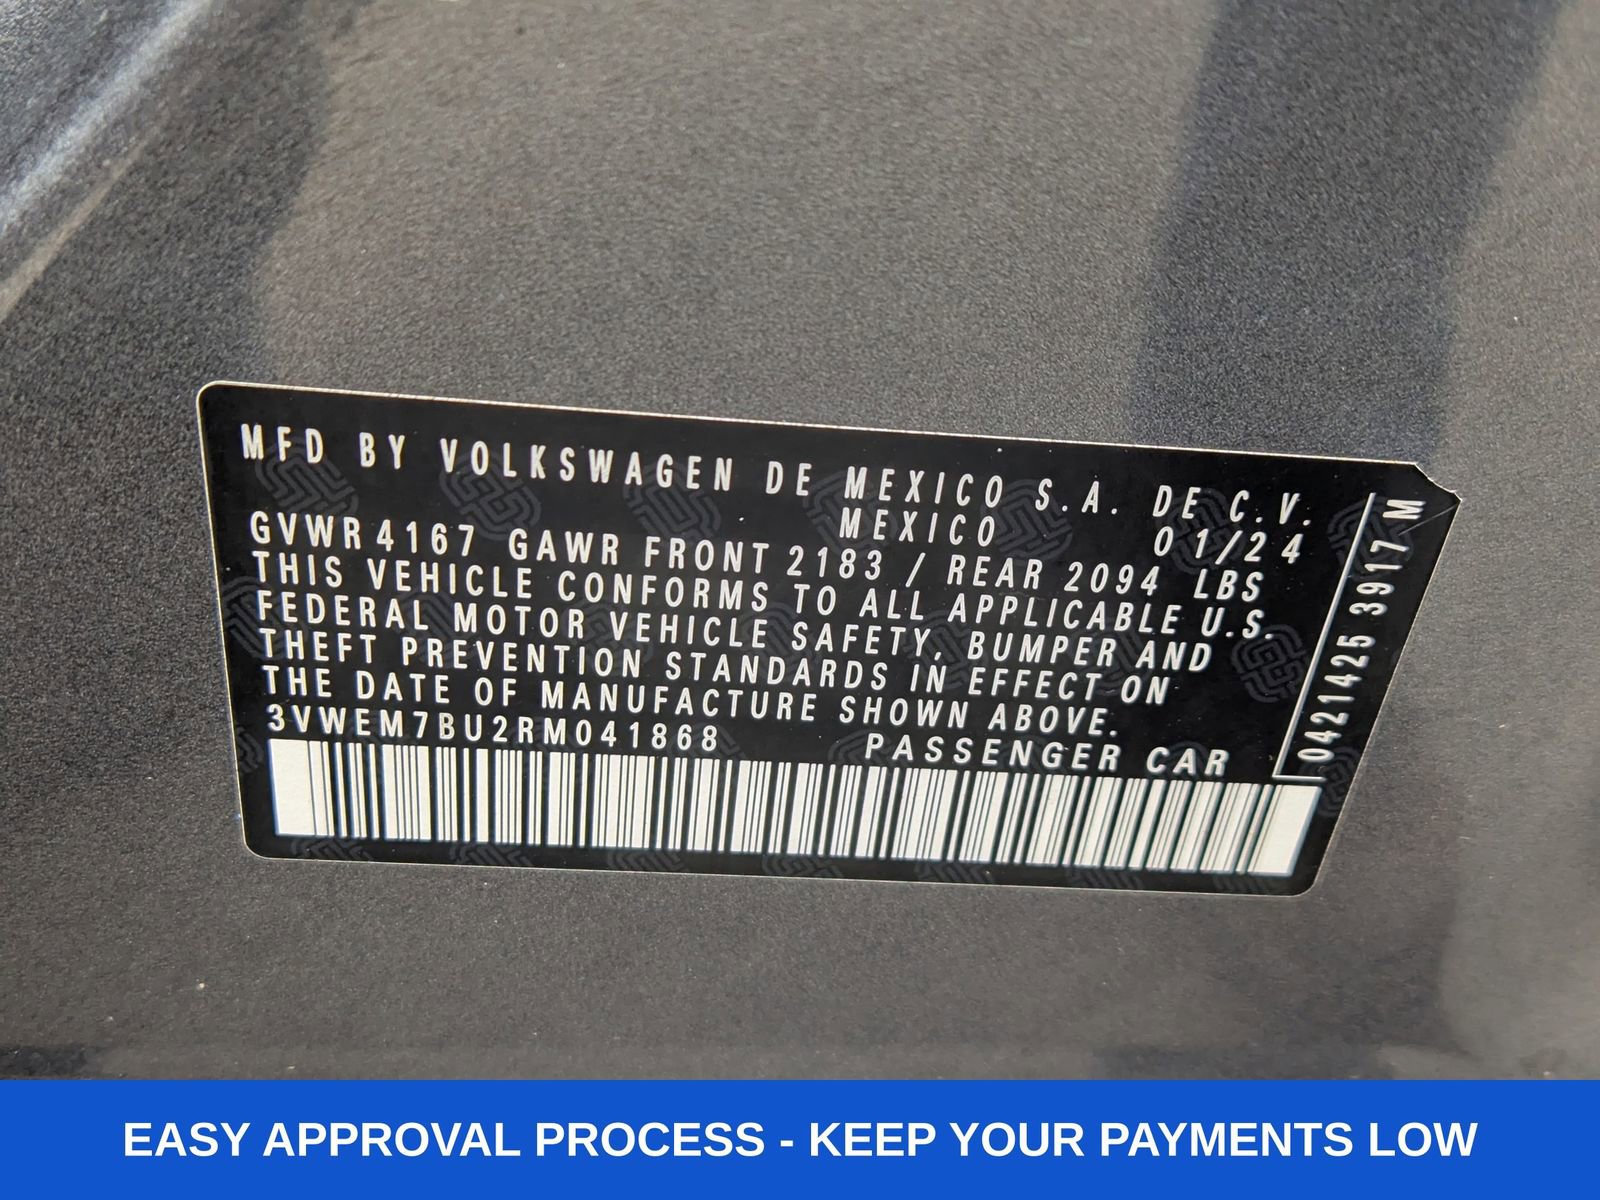 MFD BY VOLKSWAGEN DE MEXICO S.A. DE C.V.
MEXICO 01/24
GVWR 4167 GAWR FRONT 2183 / REAR 2094 LBS
THIS VEHICLE CONFORMS TO ALL APPLICABLE U.S.
FEDERAL MOTOR VEHICLE SAFETY, BUMPER AND
THEFT PREVENTION STANDARDS IN EFFECT ON
THE DATE OF MANUFACTURE SHOWN ABOVE.
3VWEM7BU2RM041868 PASSENGER CAR
0421425 3917 M
EASY APPROVAL PROCESS - KEEP YOUR PAYMENTS LOW